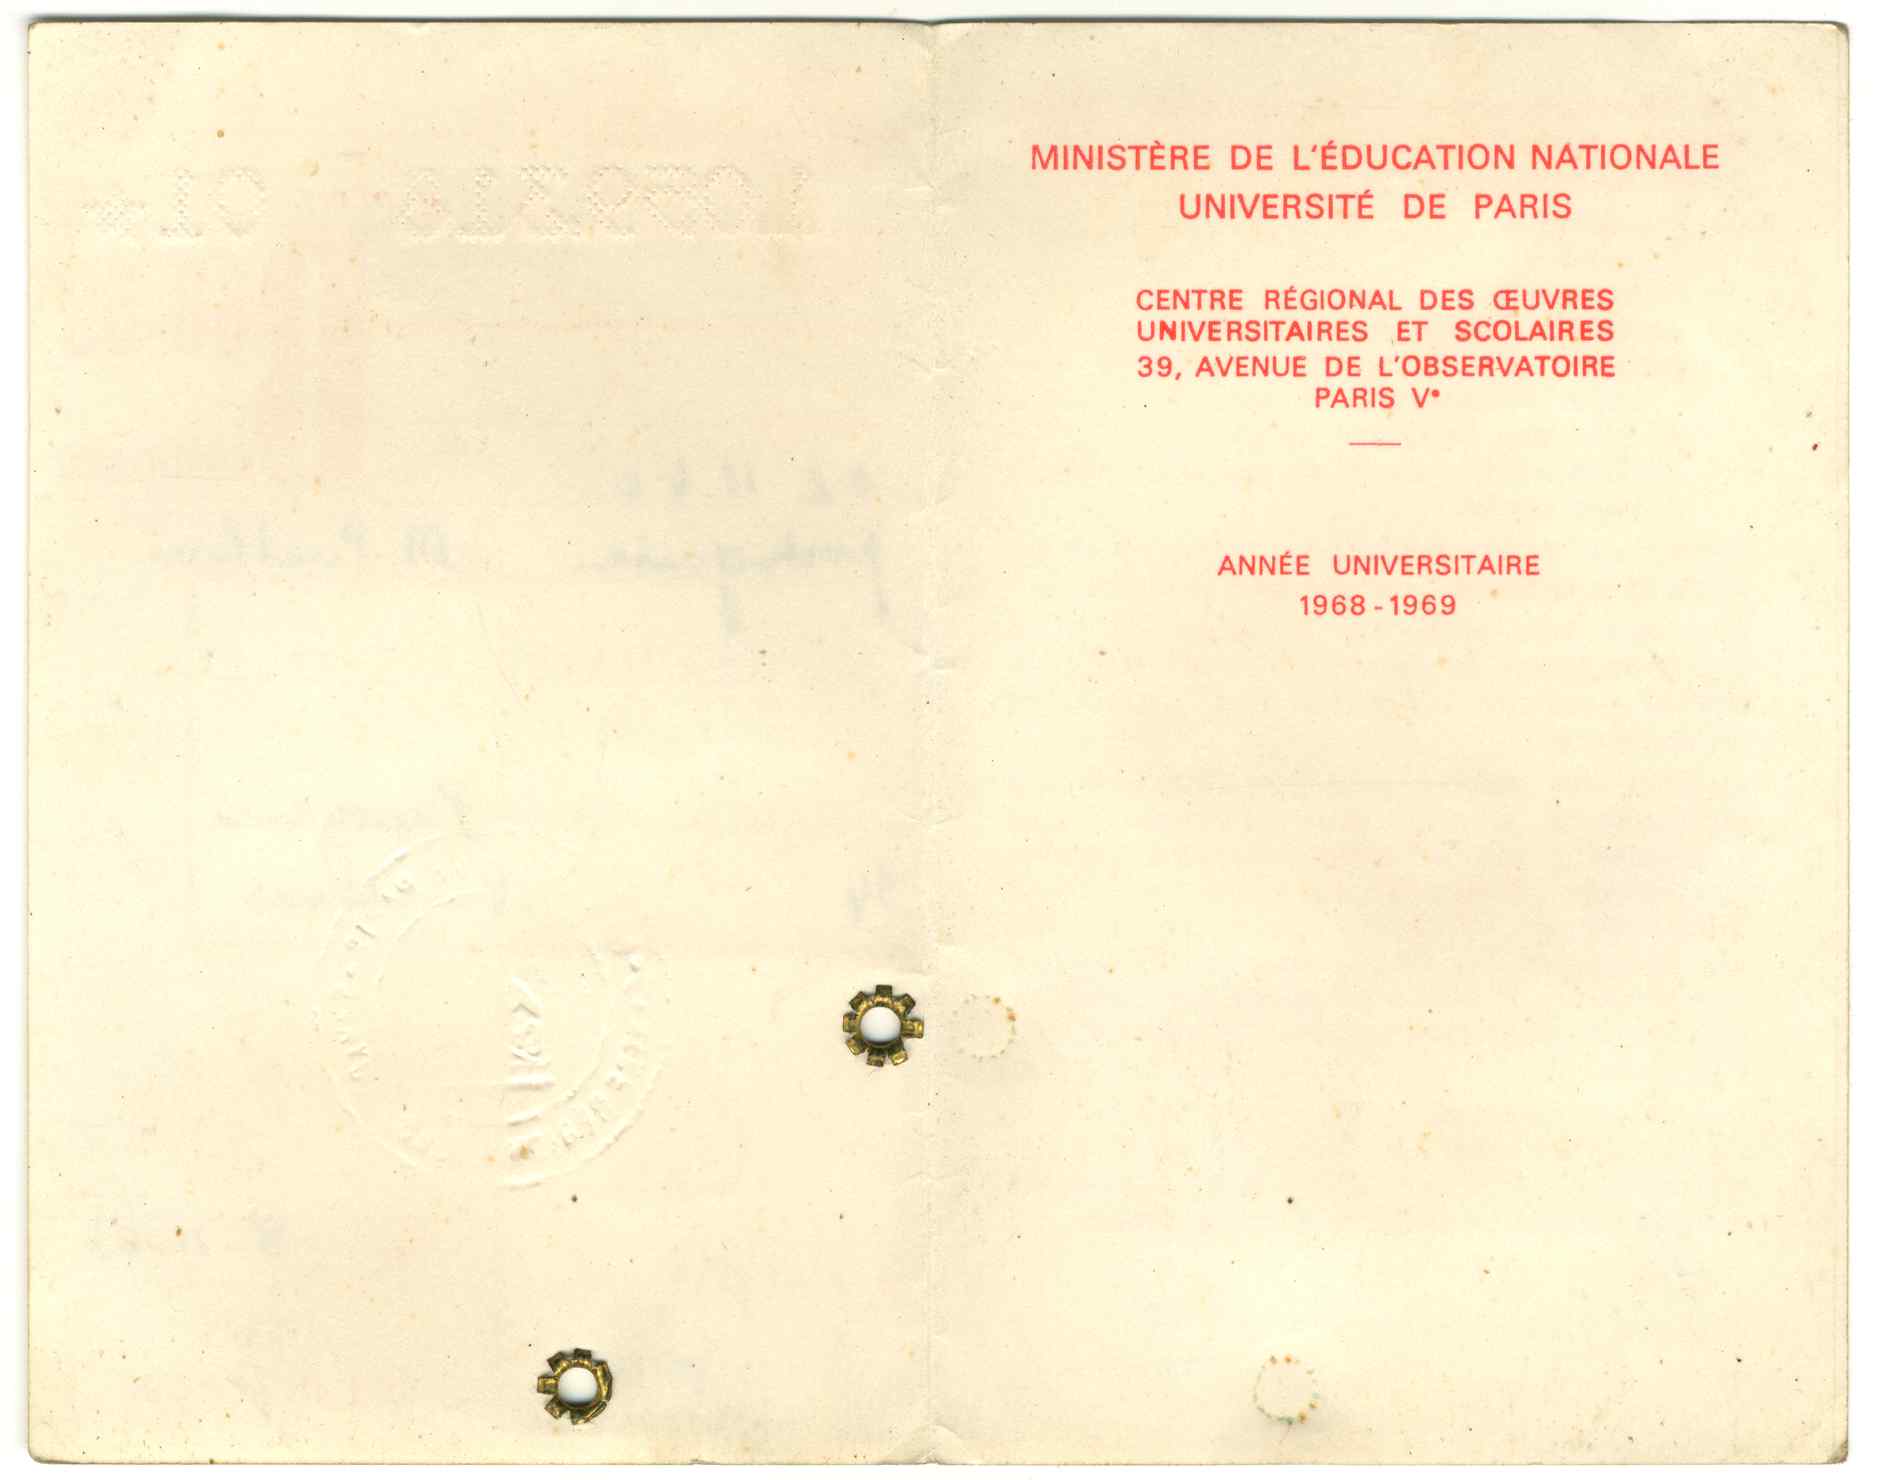 MINISTÈRE DE L'ÉDUCATION NATIONALE
UNIVERSITÉ DE PARIS
CENTRE RÉGIONAL DES ŒUVRES
UNIVERSITAIRES ET SCOLAIRES
39, AVENUE DE L'OBSERVATOIRE
PARIS Vᵉ
ANNÉE UNIVERSITAIRE
1968-1969